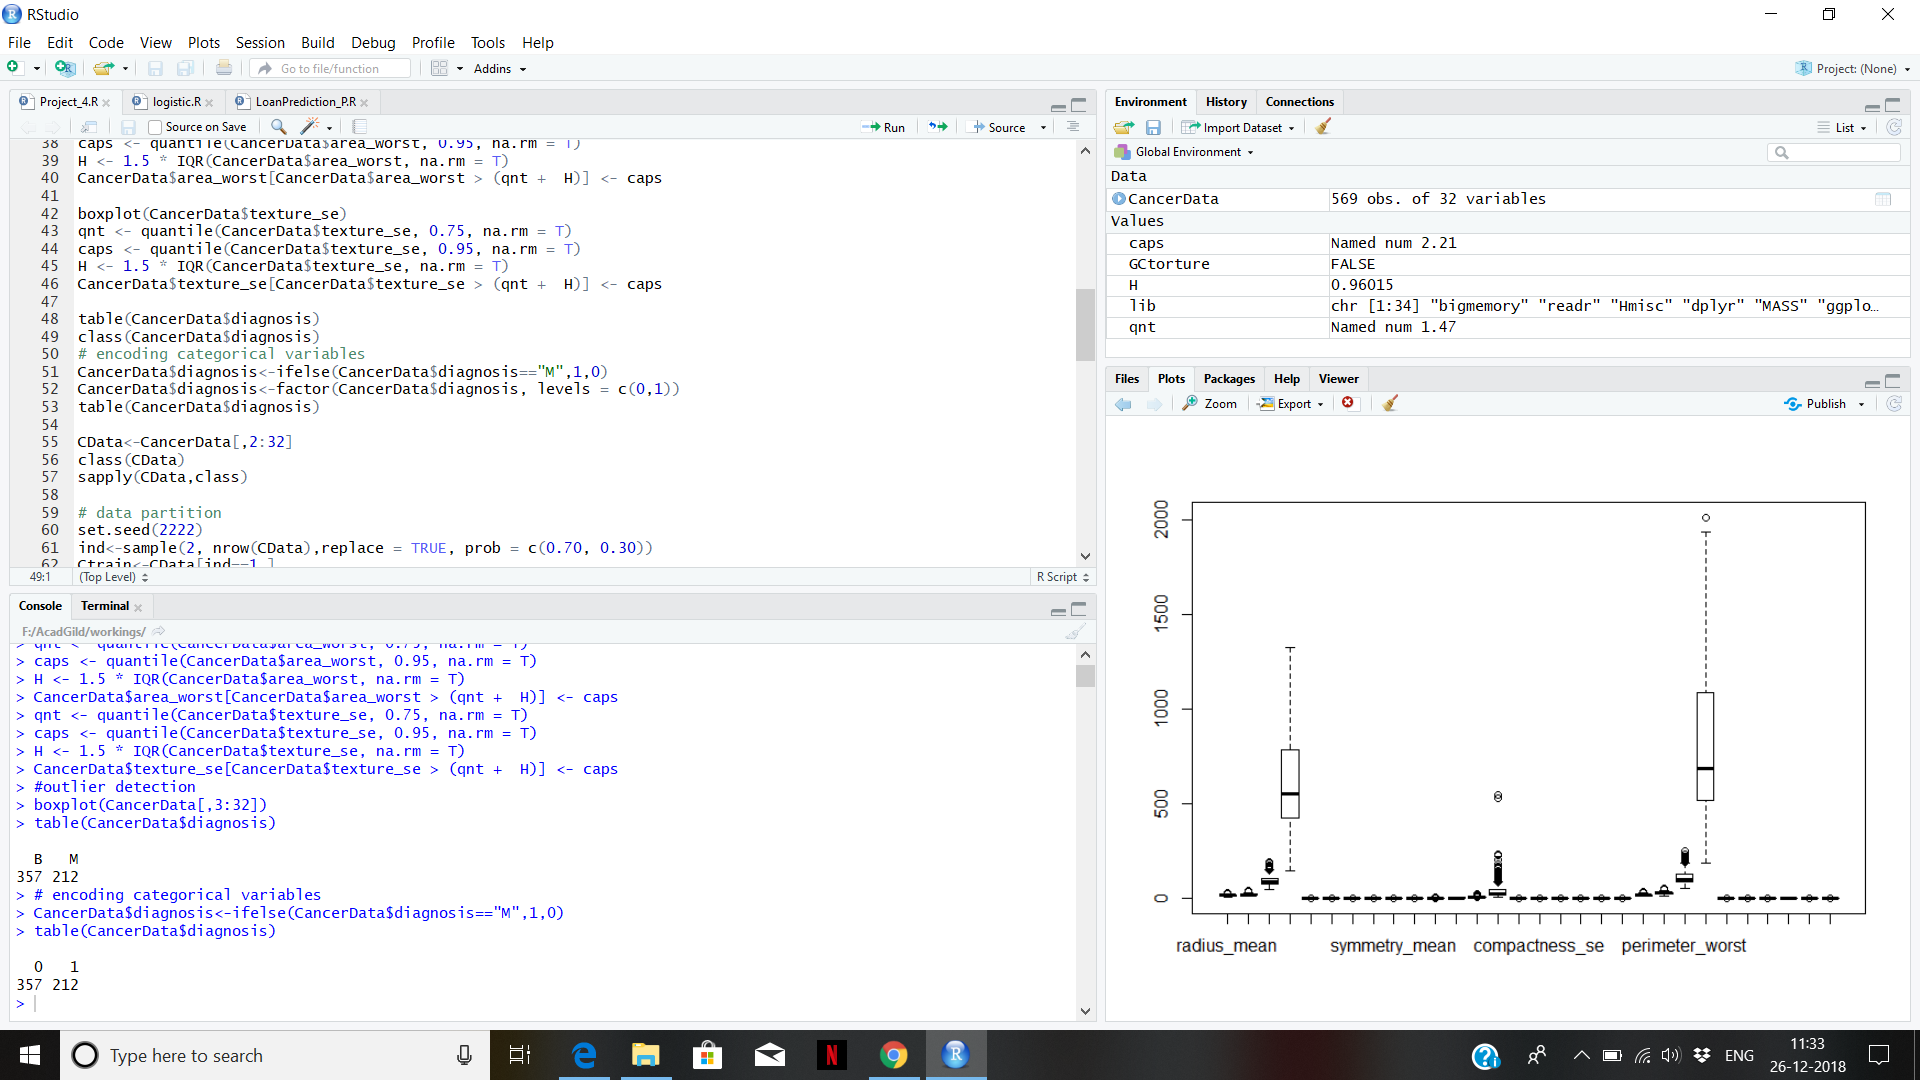 RStudio
File Edit Code View Plots Session Build Debug Profile Tools Help
Go to file/function Addins Project: (None)
Project_4.R logistic.R LoanPrediction_P.R
Source on Save Run Source
38 caps <- quantile(CancerData$area_worst, 0.95, na.rm = T)
39 H <- 1.5 * IQR(CancerData$area_worst, na.rm = T)
40 CancerData$area_worst[CancerData$area_worst > (qnt +  H)] <- caps
41
42 boxplot(CancerData$texture_se)
43 qnt <- quantile(CancerData$texture_se, 0.75, na.rm = T)
44 caps <- quantile(CancerData$texture_se, 0.95, na.rm = T)
45 H <- 1.5 * IQR(CancerData$texture_se, na.rm = T)
46 CancerData$texture_se[CancerData$texture_se > (qnt +  H)] <- caps
47
48 table(CancerData$diagnosis)
49 class(CancerData$diagnosis)
50 # encoding categorical variables
51 CancerData$diagnosis<-ifelse(CancerData$diagnosis=="M",1,0)
52 CancerData$diagnosis<-factor(CancerData$diagnosis, levels = c(0,1))
53 table(CancerData$diagnosis)
54
55 CData<-CancerData[,2:32]
56 class(CData)
57 sapply(CData,class)
58
59 # data partition
60 set.seed(2222)
61 ind<-sample(2, nrow(CData),replace = TRUE, prob = c(0.70, 0.30))
62 Ctrain<-CData[ind==1,]
49:1 (Top Level) R Script
Console Terminal
F:/AcadGild/workings/
> qnt <- quantile(CancerData$area_worst, 0.75, na.rm = T)
> caps <- quantile(CancerData$area_worst, 0.95, na.rm = T)
> H <- 1.5 * IQR(CancerData$area_worst, na.rm = T)
> CancerData$area_worst[CancerData$area_worst > (qnt +  H)] <- caps
> qnt <- quantile(CancerData$texture_se, 0.75, na.rm = T)
> caps <- quantile(CancerData$texture_se, 0.95, na.rm = T)
> H <- 1.5 * IQR(CancerData$texture_se, na.rm = T)
> CancerData$texture_se[CancerData$texture_se > (qnt +  H)] <- caps
> #outlier detection
> boxplot(CancerData[,3:32])
> table(CancerData$diagnosis)
B M
357 212
> # encoding categorical variables
> CancerData$diagnosis<-ifelse(CancerData$diagnosis=="M",1,0)
> table(CancerData$diagnosis)
0 1
357 212
>
Environment History Connections
Import Dataset List
Global Environment
Data
CancerData 569 obs. of 32 variables
Values
caps Named num 2.21
GCtorture FALSE
H 0.96015
lib chr [1:34] "bigmemory" "readr" "Hmisc" "dplyr" "MASS" "ggplo…
qnt Named num 1.47
Files Plots Packages Help Viewer
Zoom Export Publish
2000
1500
1000
500
0
radius_mean symmetry_mean compactness_se perimeter_worst
Type here to search
ENG
11:33
26-12-2018